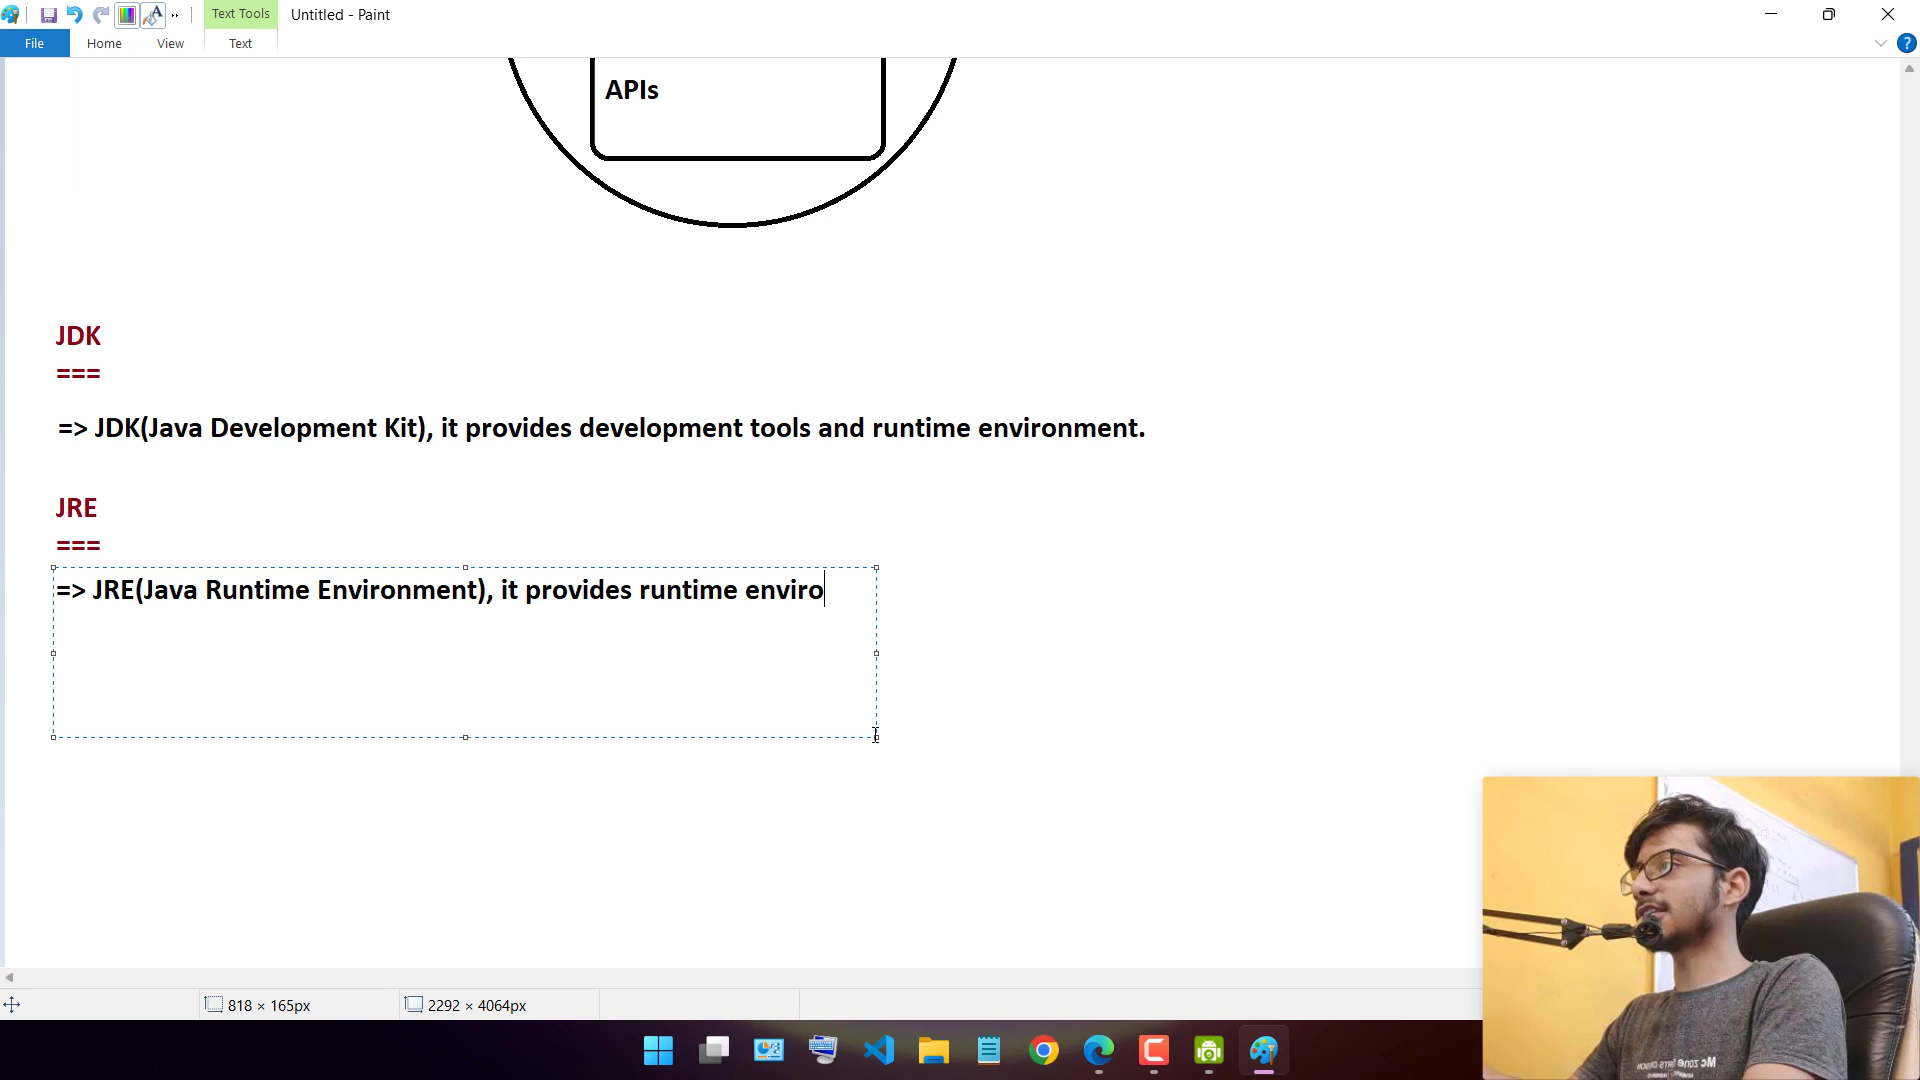 Text Tools
Untitled - Paint
File
Home
View
Text
?
APIs
JDK
===
=> JDK(Java Development Kit), it provides development tools and runtime environment.
JRE
===
=> JRE(Java Runtime Environment), it provides runtime enviro
818 × 165px
2292 × 4064px